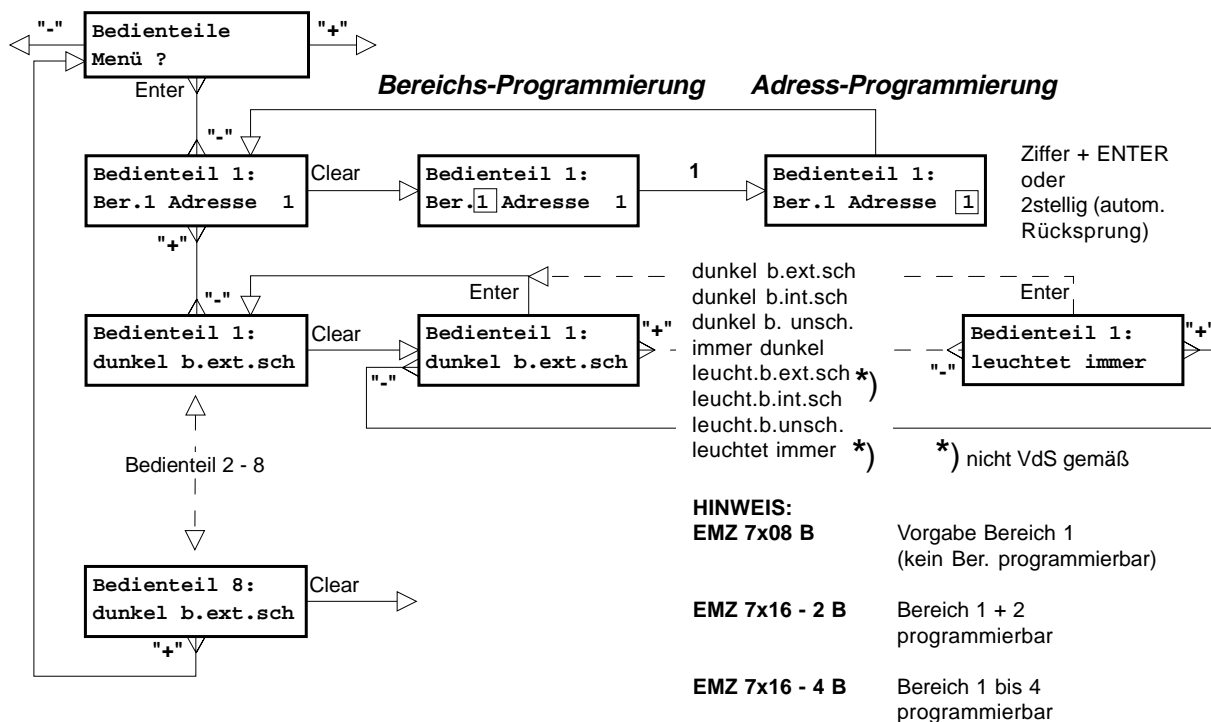 "-"
Bedienteile
Menü ?
"+"
Enter
Bereichs-Programmierung
Adress-Programmierung
"-"
Bedienteil 1:
Ber.1 Adresse 1
Clear
Bedienteil 1:
Ber.1 Adresse 1
1
Bedienteil 1:
Ber.1 Adresse 1
Ziffer + ENTER
oder
2stellig (autom.
Rücksprung)
"+"
"-"
Bedienteil 1:
dunkel b.ext.sch
Clear
Enter
Bedienteil 1:
dunkel b.ext.sch
"+"
"-"
dunkel b.ext.sch
dunkel b.int.sch
dunkel b. unsch.
immer dunkel
leucht.b.ext.sch *)
leucht.b.int.sch
leucht.b.unsch.
leuchtet immer *)
Enter
"-"
Bedienteil 1:
leuchtet immer
"+"
*) nicht VdS gemäß
Bedienteil 2 - 8
Bedienteil 8:
dunkel b.ext.sch
Clear
"+"
HINWEIS:
EMZ 7x08 B Vorgabe Bereich 1
(kein Ber. programmierbar)
EMZ 7x16 - 2 B Bereich 1 + 2
programmierbar
EMZ 7x16 - 4 B Bereich 1 bis 4
programmierbar